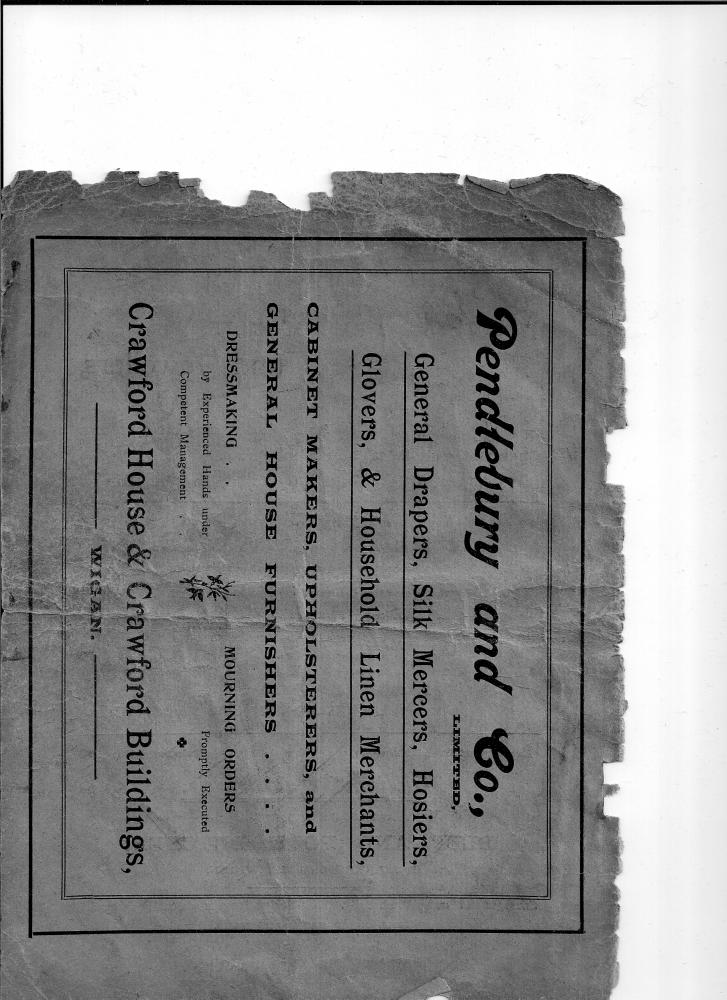 Pendlebury and Co.,
LIMITED,
General Drapers, Silk Mercers, Hosiers,
Glovers, & Household Linen Merchants,
CABINET MAKERS, UPHOLSTERERS, and
GENERAL HOUSE FURNISHERS . . . .
DRESSMAKING . .
by Experienced Hands under
Competent Management . .
MOURNING ORDERS
Promptly Executed
Crawford House & Crawford Buildings,
WIGAN.